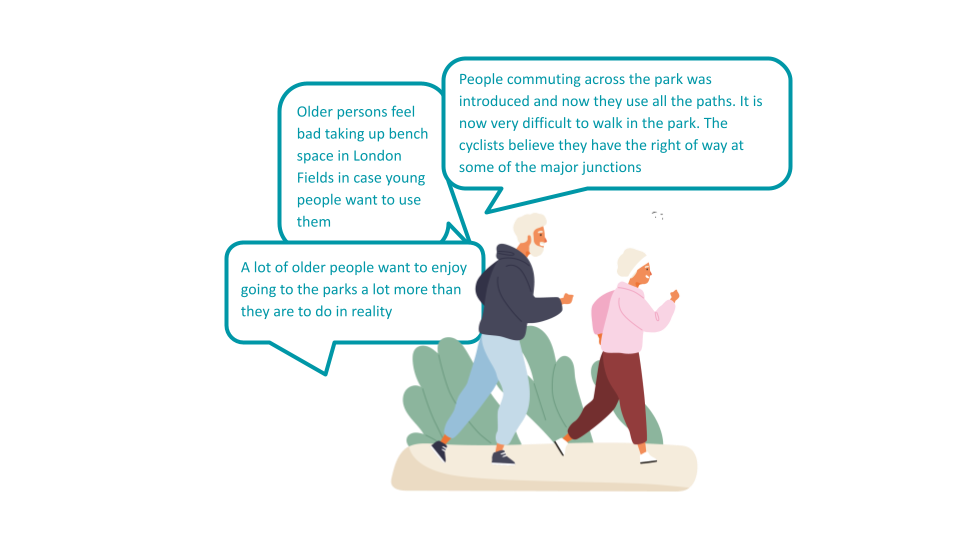 Older persons feel
bad taking up bench
space in London
Fields in case young
people want to use
them
People commuting across the park was
introduced and now they use all the paths. It is
now very difficult to walk in the park. The
cyclists believe they have the right of way at
some of the major junctions
A lot of older people want to enjoy
going to the parks a lot more than
they are to do in reality